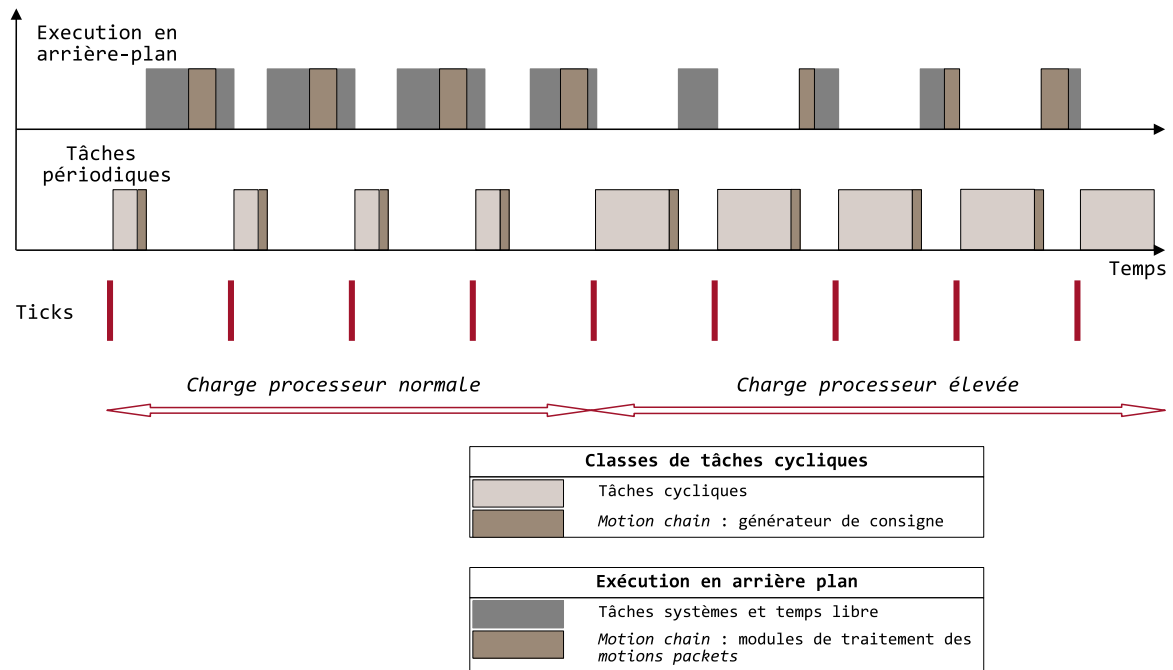 Execution en
arrière-plan
Tâches
périodiques
Temps
Ticks
Charge processeur normale
Charge processeur élevée
Classes de tâches cycliques
Tâches cycliques
Motion chain : générateur de consigne
Exécution en arrière plan
Tâches systèmes et temps libre
Motion chain : modules de traitement des
motions packets